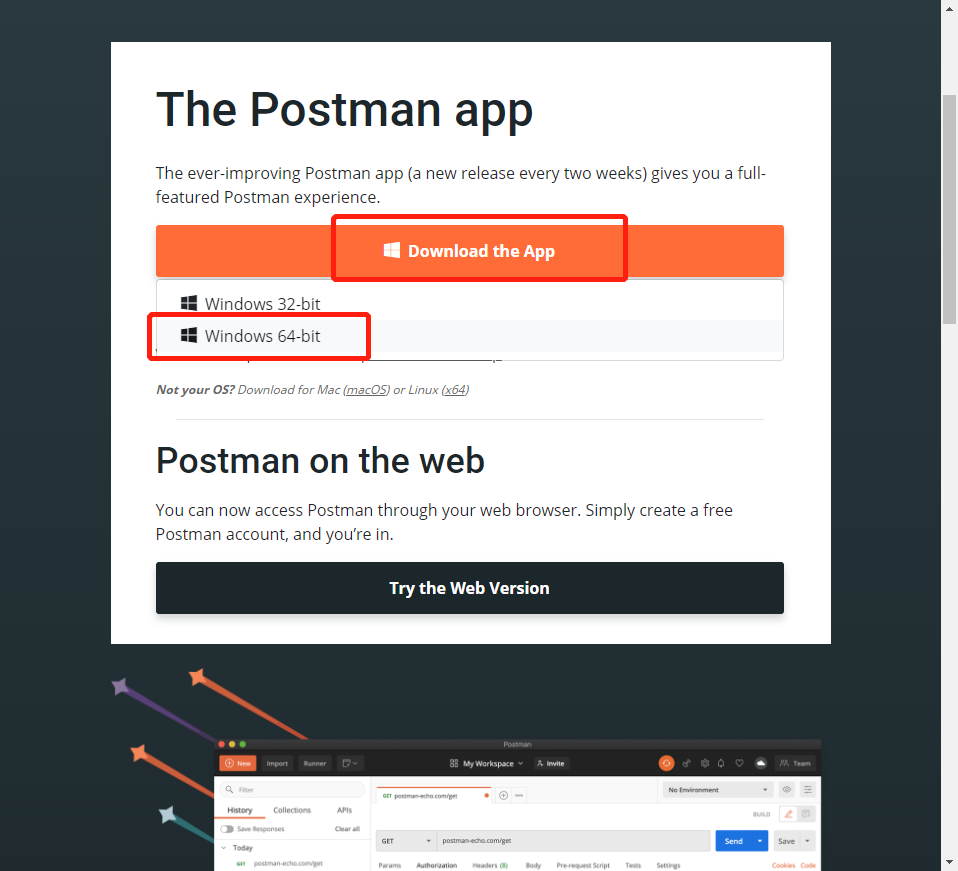 The Postman app
The ever-improving Postman app (a new release every two weeks) gives you a full-
featured Postman experience.
Download the App
Windows 32-bit
Windows 64-bit
Not your OS? Download for Mac (macOS) or Linux (x64)
Postman on the web
You can now access Postman through your web browser. Simply create a free
Postman account, and you’re in.
Try the Web Version
Postman
New Import Runner My Workspace Invite Team
Filter
GET postman-echo.com/get
No Environment
History Collections APIs
BUILD
Save Responses Clear all
GET postman-echo.com/get Send Save
Today
GET postman-echo.com/get
Params Authorization Headers (8) Body Pre-request Script Tests Settings Cookies Code